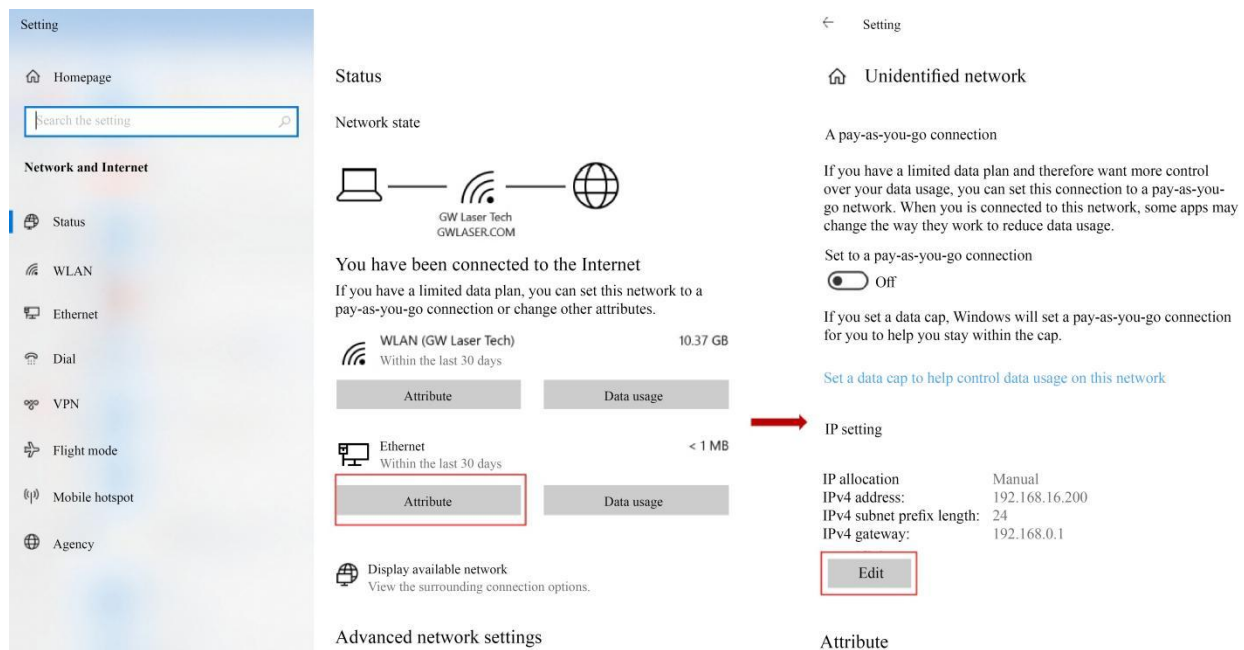 Setting
Homepage
Search the setting
Network and Internet
Status
WLAN
Ethernet
Dial
VPN
Flight mode
Mobile hotspot
Agency
Status
Network state
GW Laser Tech
GWLASER.COM
You have been connected to the Internet
If you have a limited data plan, you can set this network to a
pay-as-you-go connection or change other attributes.
WLAN (GW Laser Tech) 10.37 GB
Within the last 30 days
Attribute Data usage
Ethernet < 1 MB
Within the last 30 days
Attribute Data usage
Display available network
View the surrounding connection options.
Advanced network settings
Setting
Unidentified network
A pay-as-you-go connection
If you have a limited data plan and therefore want more control
over your data usage, you can set this connection to a pay-as-you-
go network. When you is connected to this network, some apps may
change the way they work to reduce data usage.
Set to a pay-as-you-go connection
Off
If you set a data cap, Windows will set a pay-as-you-go connection
for you to help you stay within the cap.
Set a data cap to help control data usage on this network
IP setting
IP allocation Manual
IPv4 address: 192.168.16.200
IPv4 subnet prefix length: 24
IPv4 gateway: 192.168.0.1
Edit
Attribute